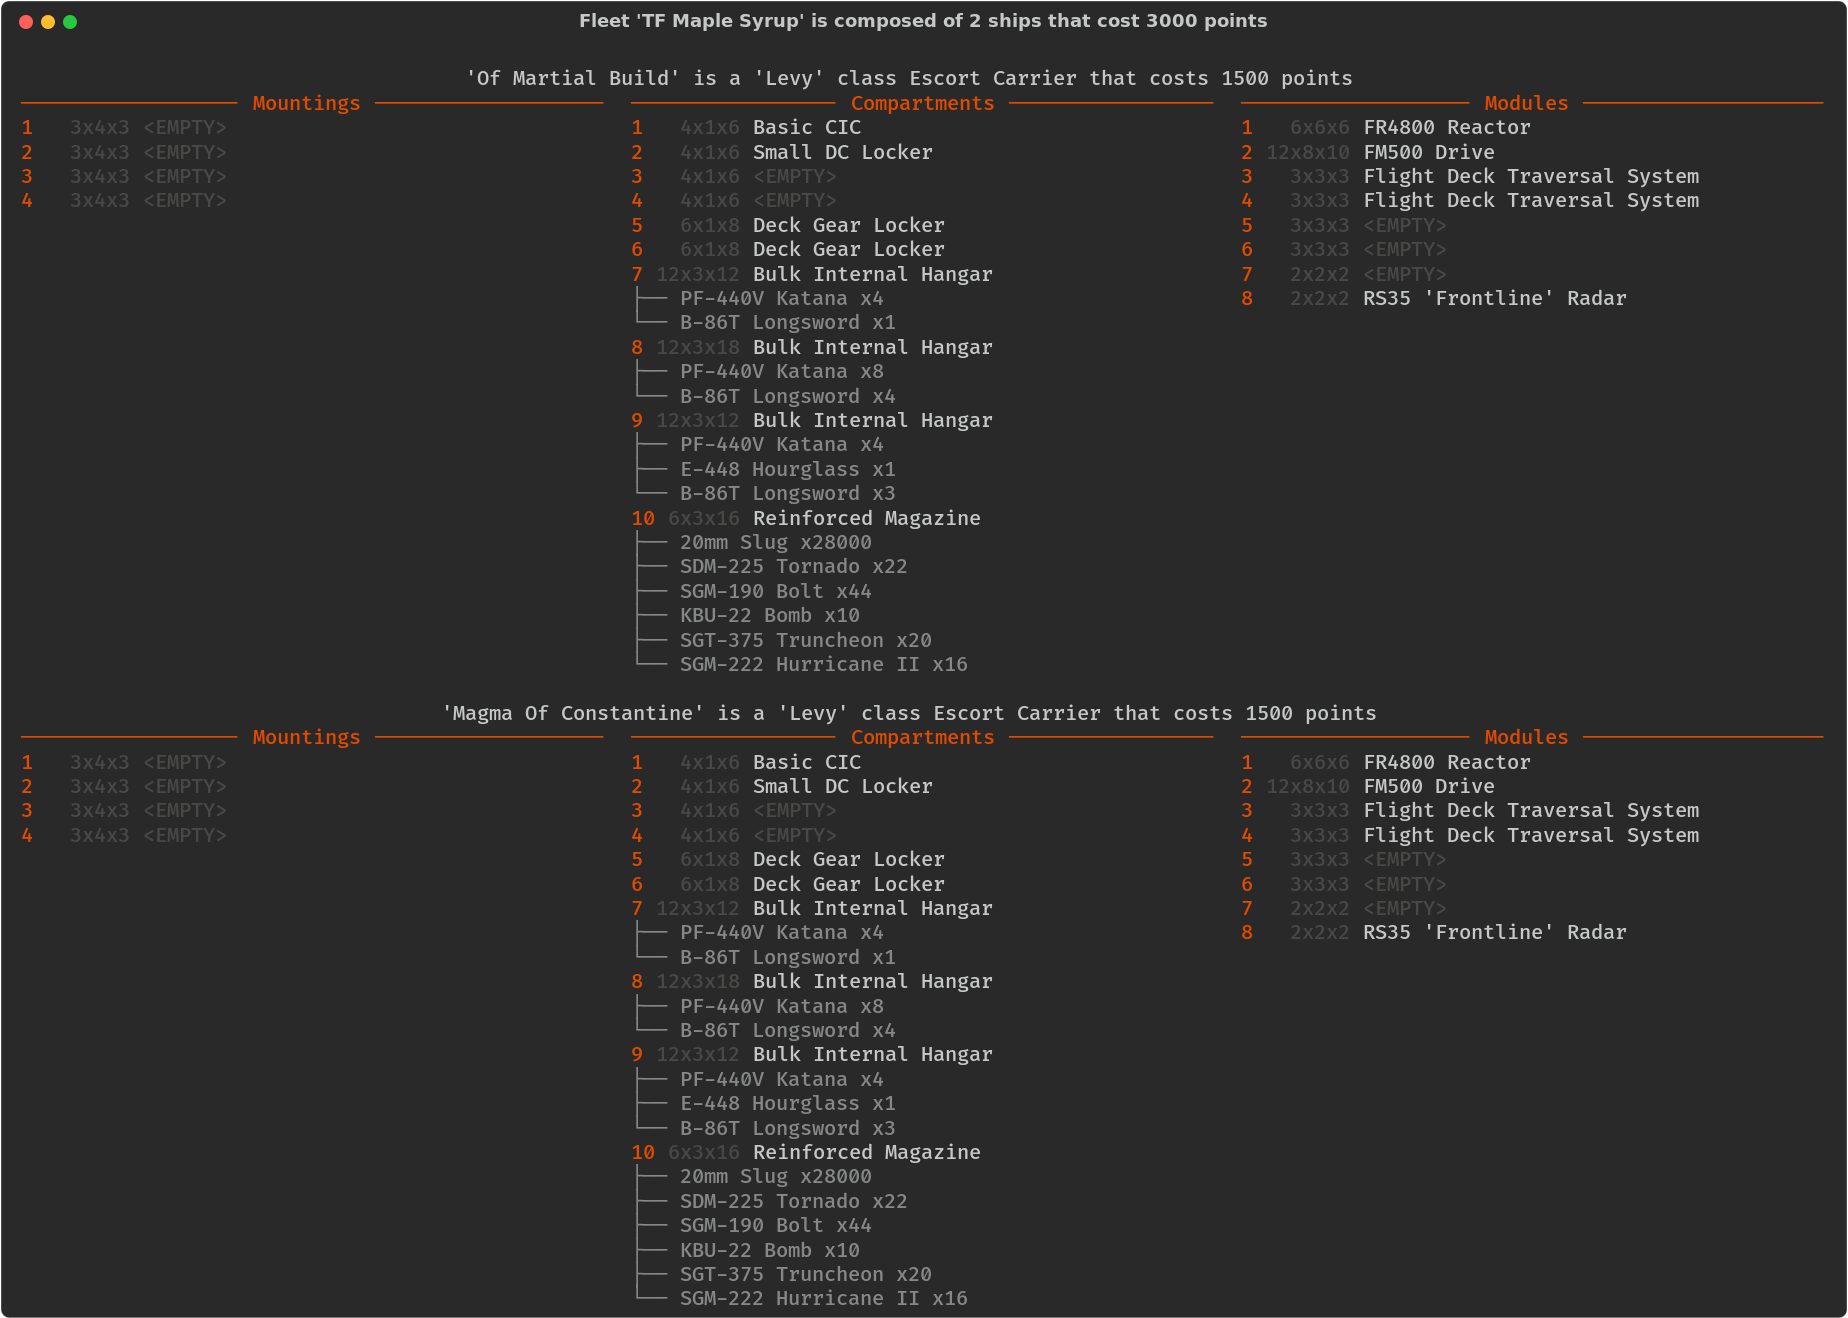 Fleet 'TF Maple Syrup' is composed of 2 ships that cost 3000 points
'Of Martial Build' is a 'Levy' class Escort Carrier that costs 1500 points
Mountings
1 3x4x3 <EMPTY>
2 3x4x3 <EMPTY>
3 3x4x3 <EMPTY>
4 3x4x3 <EMPTY>
Compartments
1 4x1x6 Basic CIC
2 4x1x6 Small DC Locker
3 4x1x6 <EMPTY>
4 4x1x6 <EMPTY>
5 6x1x8 Deck Gear Locker
6 6x1x8 Deck Gear Locker
7 12x3x12 Bulk Internal Hangar
├── PF-440V Katana x4
└── B-86T Longsword x1
8 12x3x18 Bulk Internal Hangar
├── PF-440V Katana x8
└── B-86T Longsword x4
9 12x3x12 Bulk Internal Hangar
├── PF-440V Katana x4
├── E-448 Hourglass x1
└── B-86T Longsword x3
10 6x3x16 Reinforced Magazine
├── 20mm Slug x28000
├── SDM-225 Tornado x22
├── SGM-190 Bolt x44
├── KBU-22 Bomb x10
├── SGT-375 Truncheon x20
└── SGM-222 Hurricane II x16
Modules
1 6x6x6 FR4800 Reactor
2 12x8x10 FM500 Drive
3 3x3x3 Flight Deck Traversal System
4 3x3x3 Flight Deck Traversal System
5 3x3x3 <EMPTY>
6 3x3x3 <EMPTY>
7 2x2x2 <EMPTY>
8 2x2x2 RS35 'Frontline' Radar
'Magma Of Constantine' is a 'Levy' class Escort Carrier that costs 1500 points
Mountings
1 3x4x3 <EMPTY>
2 3x4x3 <EMPTY>
3 3x4x3 <EMPTY>
4 3x4x3 <EMPTY>
Compartments
1 4x1x6 Basic CIC
2 4x1x6 Small DC Locker
3 4x1x6 <EMPTY>
4 4x1x6 <EMPTY>
5 6x1x8 Deck Gear Locker
6 6x1x8 Deck Gear Locker
7 12x3x12 Bulk Internal Hangar
├── PF-440V Katana x4
└── B-86T Longsword x1
8 12x3x18 Bulk Internal Hangar
├── PF-440V Katana x8
└── B-86T Longsword x4
9 12x3x12 Bulk Internal Hangar
├── PF-440V Katana x4
├── E-448 Hourglass x1
└── B-86T Longsword x3
10 6x3x16 Reinforced Magazine
├── 20mm Slug x28000
├── SDM-225 Tornado x22
├── SGM-190 Bolt x44
├── KBU-22 Bomb x10
├── SGT-375 Truncheon x20
└── SGM-222 Hurricane II x16
Modules
1 6x6x6 FR4800 Reactor
2 12x8x10 FM500 Drive
3 3x3x3 Flight Deck Traversal System
4 3x3x3 Flight Deck Traversal System
5 3x3x3 <EMPTY>
6 3x3x3 <EMPTY>
7 2x2x2 <EMPTY>
8 2x2x2 RS35 'Frontline' Radar